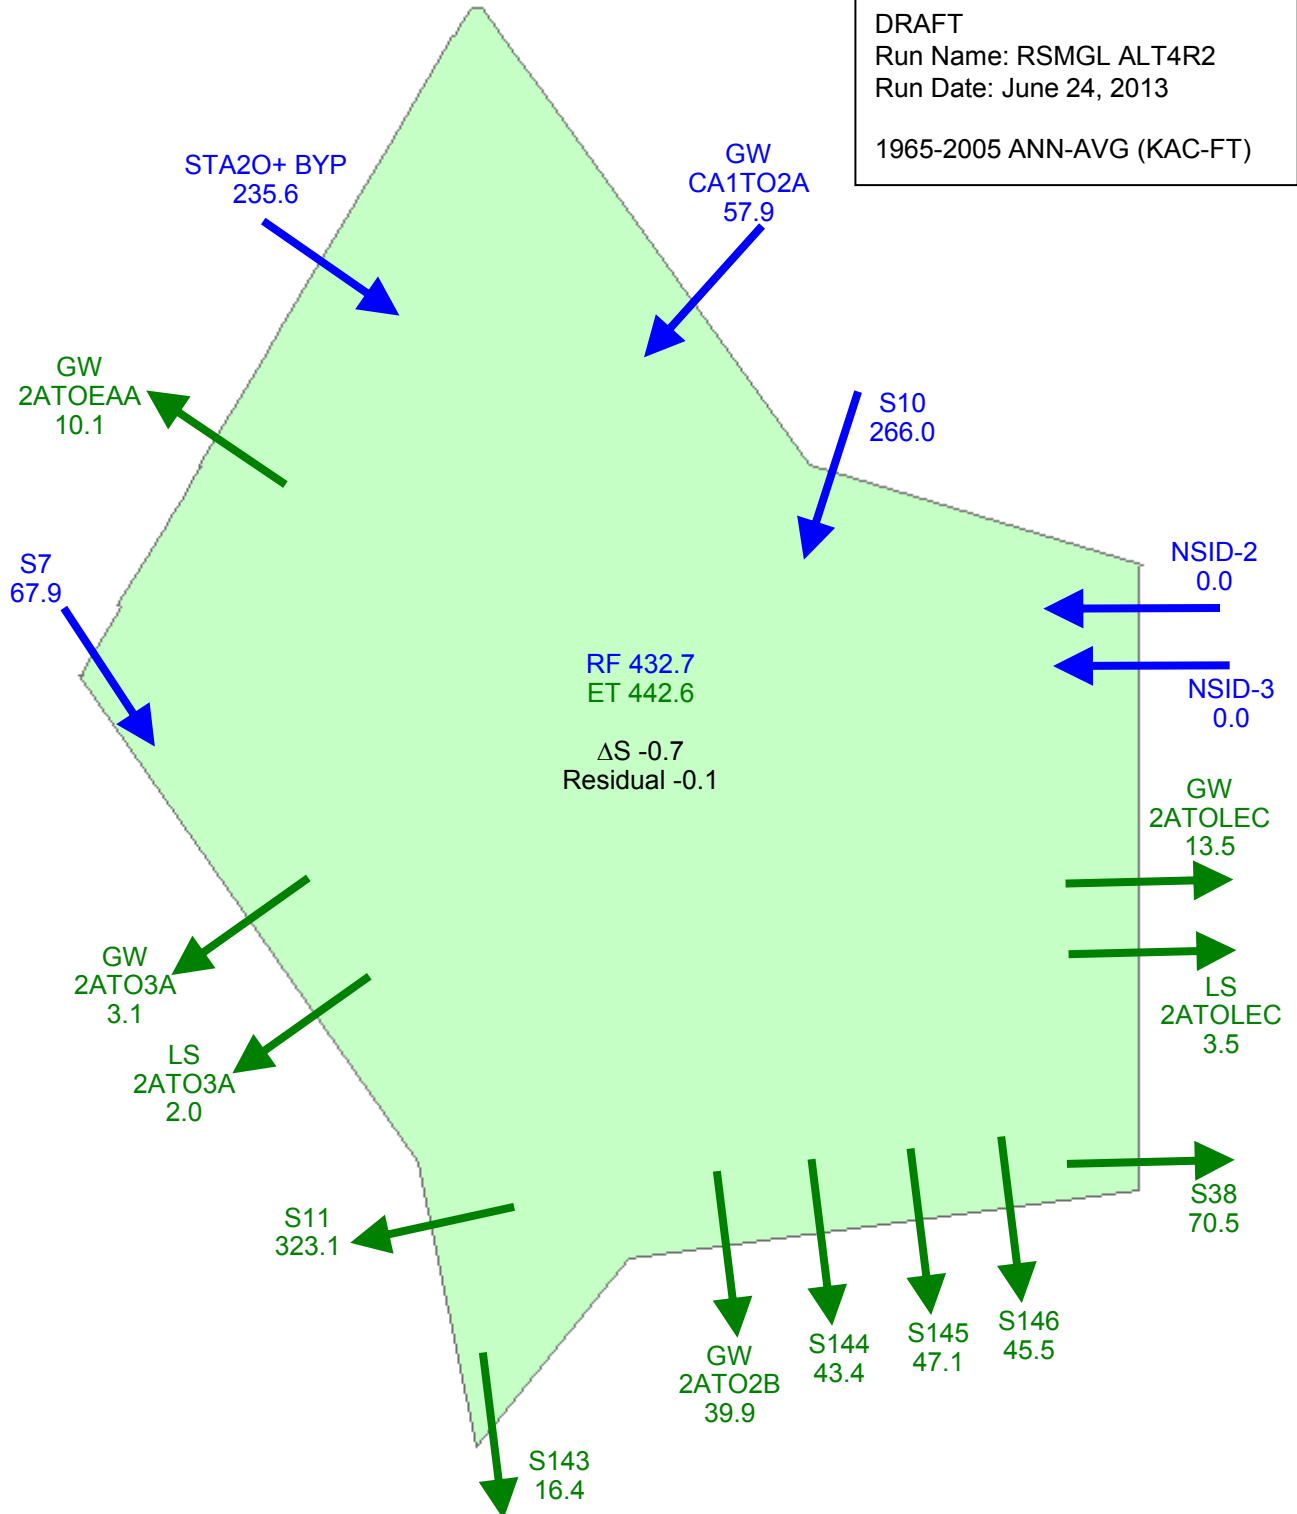 DRAFT
Run Name: RSMGL ALT4R2
Run Date: June 24, 2013
1965-2005 ANN-AVG (KAC-FT)
STA2O+ BYP
235.6
GW
CA1TO2A
57.9
GW
2ATOEAA
10.1
S10
266.0
S7
67.9
NSID-2
0.0
NSID-3
0.0
RF 432.7
ET 442.6
ΔS -0.7
Residual -0.1
GW
2ATOLEC
13.5
LS
2ATOLEC
3.5
GW
2ATO3A
3.1
LS
2ATO3A
2.0
S11
323.1
S38
70.5
GW
2ATO2B
39.9
S144
43.4
S145
47.1
S146
45.5
S143
16.4